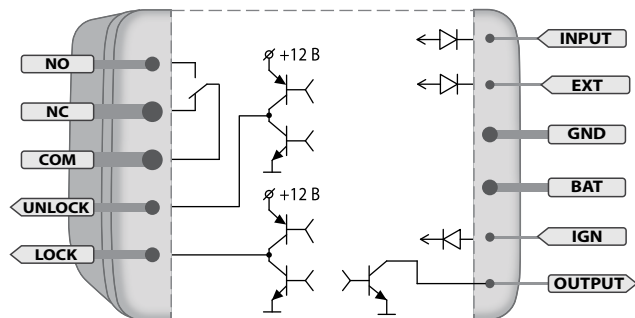 NO
NC
COM
UNLOCK
LOCK
+12 В
+12 В
INPUT
EXT
GND
BAT
IGN
OUTPUT